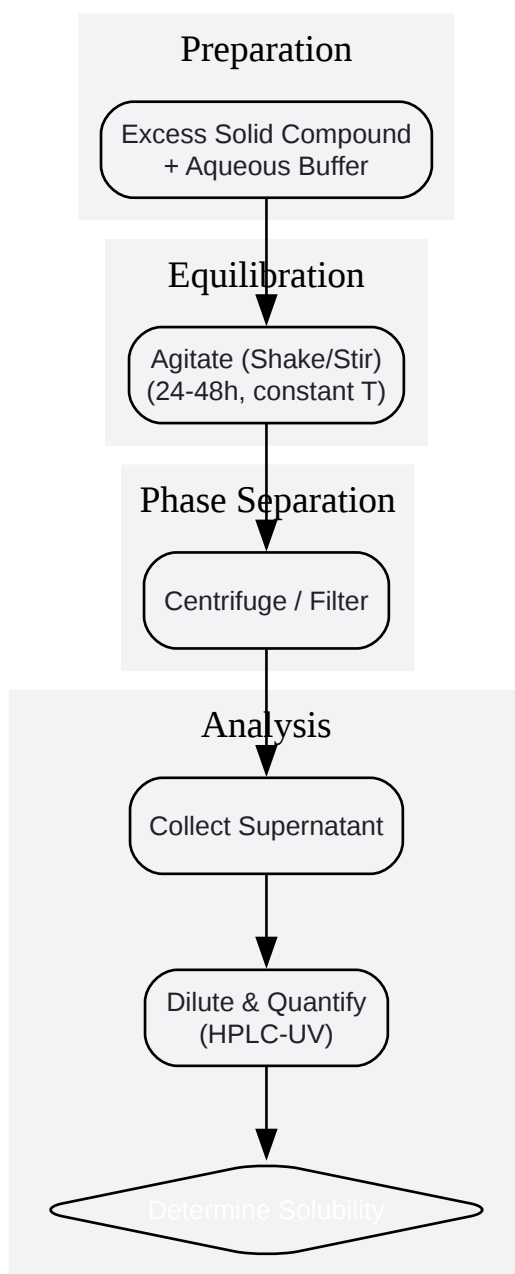 Preparation
Excess Solid Compound
+ Aqueous Buffer
Equilibration
Agitate (Shake/Stir)
(24-48h, constant T)
Phase Separation
Centrifuge / Filter
Analysis
Collect Supernatant
Dilute & Quantify
(HPLC-UV)
Determine Solubility